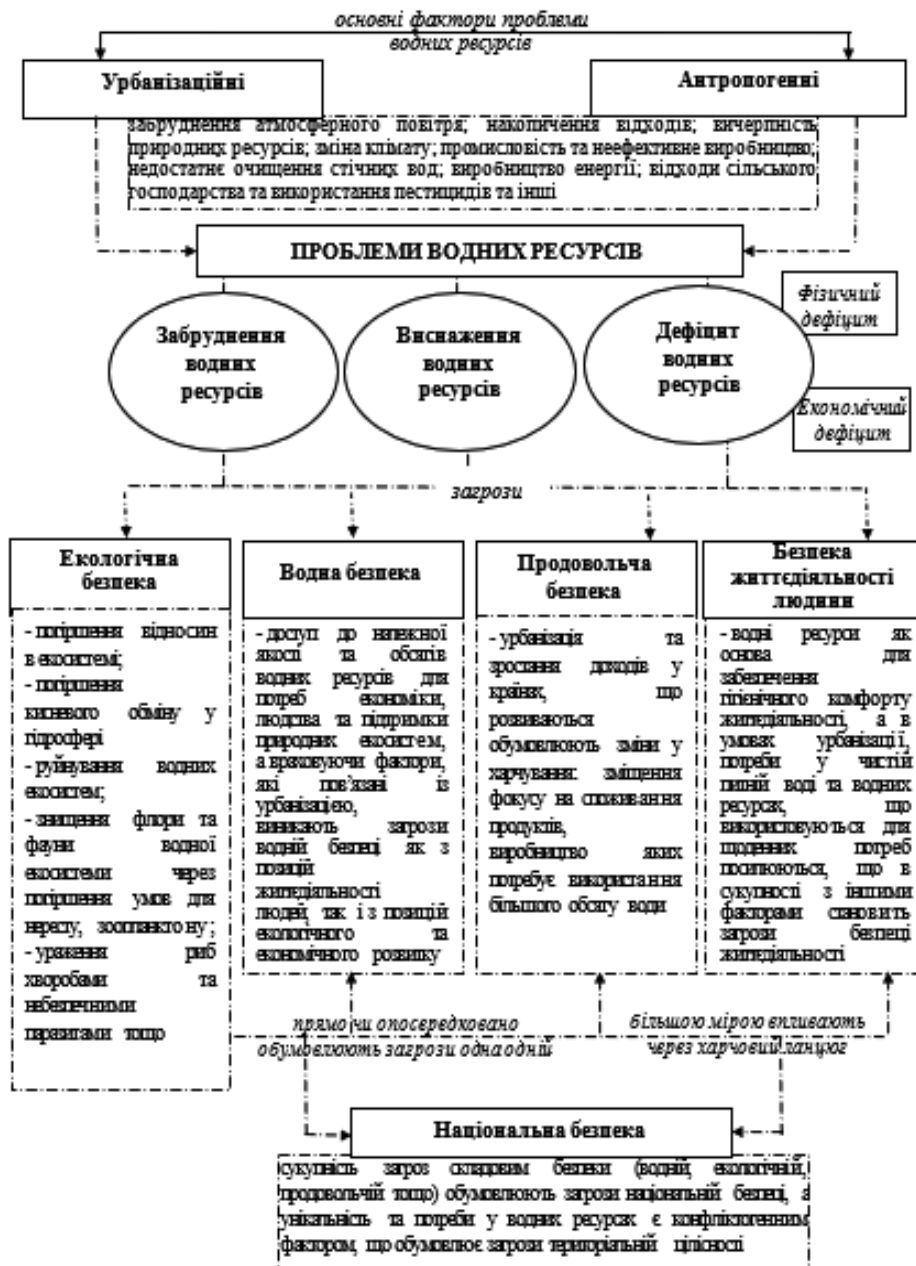 основні фактори проблеми
водних ресурсів
Урбанізаційні
Антропогенні
забруднення атмосферного повітря; накопичення відходів; вичерпність
природних ресурсів; зміна клімату; промисловість та неефективне виробництво;
недостатнє очищення стічних вод; виробництво енергії; відходи сільського
господарства та використання пестицидів та інші
ПРОБЛЕМИ ВОДНИХ РЕСУРСІВ
Забруднення
водних
ресурсів
Виснаження
водних
ресурсів
Дефіцит
водних
ресурсів
Фізичний
дефіцит
Економічний
дефіцит
загрози
Екологічна
безпека
- погіршення відносин
в екосистемі;
- погіршення
кисневого обміну у
гідросфері
- руйнування водних
екосистем;
- знищення флори та
фауни водної
екосистеми через
погіршення умов для
нересту, зоопланктону;
- ураження риб
хворобами та
небезпечними
паразитами тощо
Водна безпека
- доступ до належної
якості та обсягів
водних ресурсів для
потреб економіки,
людства та підтримки
природних екосистем,
а враховуючи фактори,
які пов’язані із
урбанізацією,
виникають загрози
водній безпеці як з
позицій
життєдіяльності
людей, так і з позицій
екологічного та
економічного розвитку
Продовольча
безпека
- урбанізація та
зростання доходів у
країнах, що
розвиваються
обумовлюють зміни у
харчування: зміщення
фокусу на споживання
продуктів,
виробництво яких
потребує використання
більшого обсягу води
Безпека
життєдіяльності
людини
- водні ресурси як
основа для
забезпечення
гігієнічного комфорту
життєдіяльності, а в
умовах урбанізації,
потреби у чистій
питній воді та водних
ресурсах, що
використовуються для
щоденних потреб
посилюються, що в
сукупності з іншими
факторами становить
загрози безпеці
життєдіяльності
прямо чи опосередковано
обумовлюють загрози одна одній
більшою мірою впливають
через харчовий ланцюг
Національна безпека
сукупність загроз складовим безпеки (водній, екологічній,
продовольчій тощо) обумовлюють загрози національній безпеці, а
унікальність та потреби у водних ресурсах є конфліктогенним
фактором, що обумовлює загрози територіальній цілісності